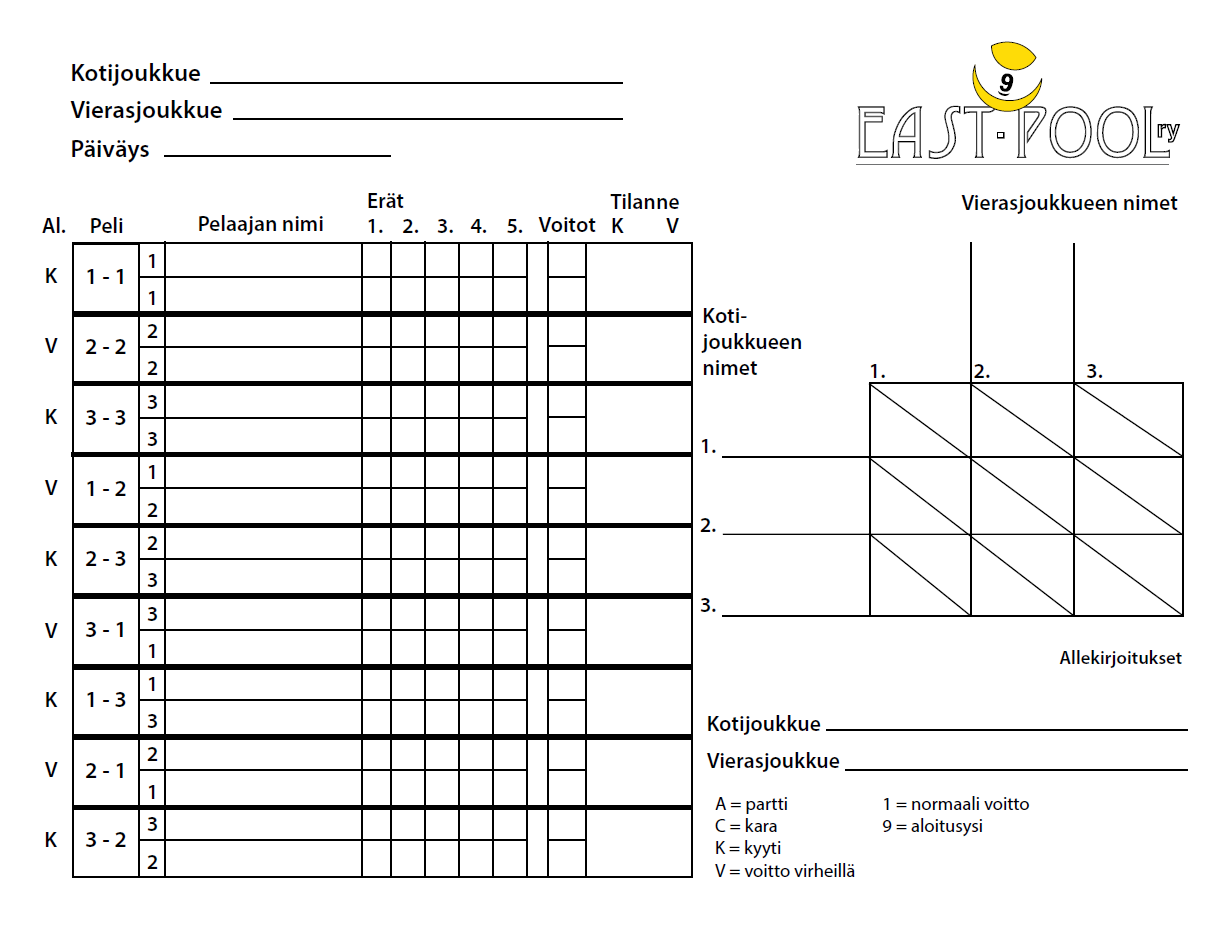 Kotijoukkue
Vierasjoukkue
Päiväys
9
EAST-POOL ry
Erät
Tilanne
Al. Peli Pelaajan nimi 1. 2. 3. 4. 5. Voitot K V
K 1 - 1 1
1
V 2 - 2 2
2
K 3 - 3 3
3
V 1 - 2 1
2
K 2 - 3 2
3
V 3 - 1 3
1
K 1 - 3 1
3
V 2 - 1 2
1
K 3 - 2 3
2
Vierasjoukkueen nimet
Koti-
joukkueen
nimet
1. 2. 3.
1.
2.
3.
Allekirjoitukset
Kotijoukkue
Vierasjoukkue
A = partti 1 = normaali voitto
C = kara 9 = aloitusysi
K = kyyti
V = voitto virheillä